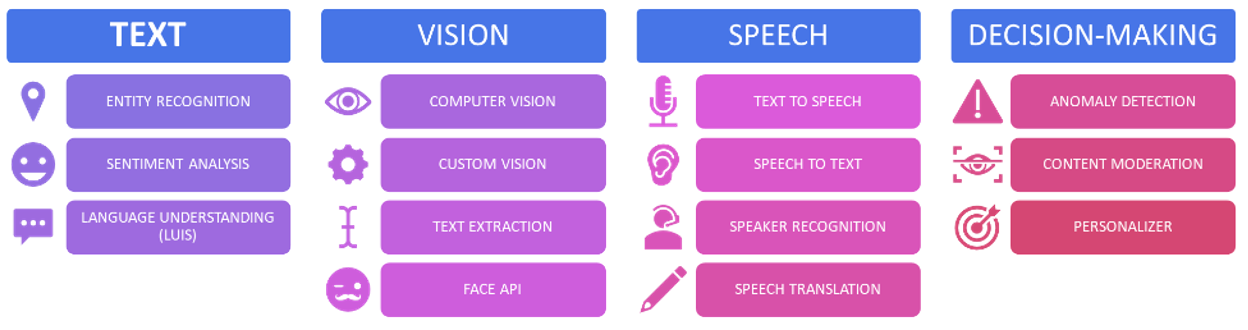 TEXT
ENTITY RECOGNITION
SENTIMENT ANALYSIS
LANGUAGE UNDERSTANDING
(LUIS)
VISION
COMPUTER VISION
CUSTOM VISION
TEXT EXTRACTION
FACE API
SPEECH
TEXT TO SPEECH
SPEECH TO TEXT
SPEAKER RECOGNITION
SPEECH TRANSLATION
DECISION-MAKING
ANOMALY DETECTION
CONTENT MODERATION
PERSONALIZER